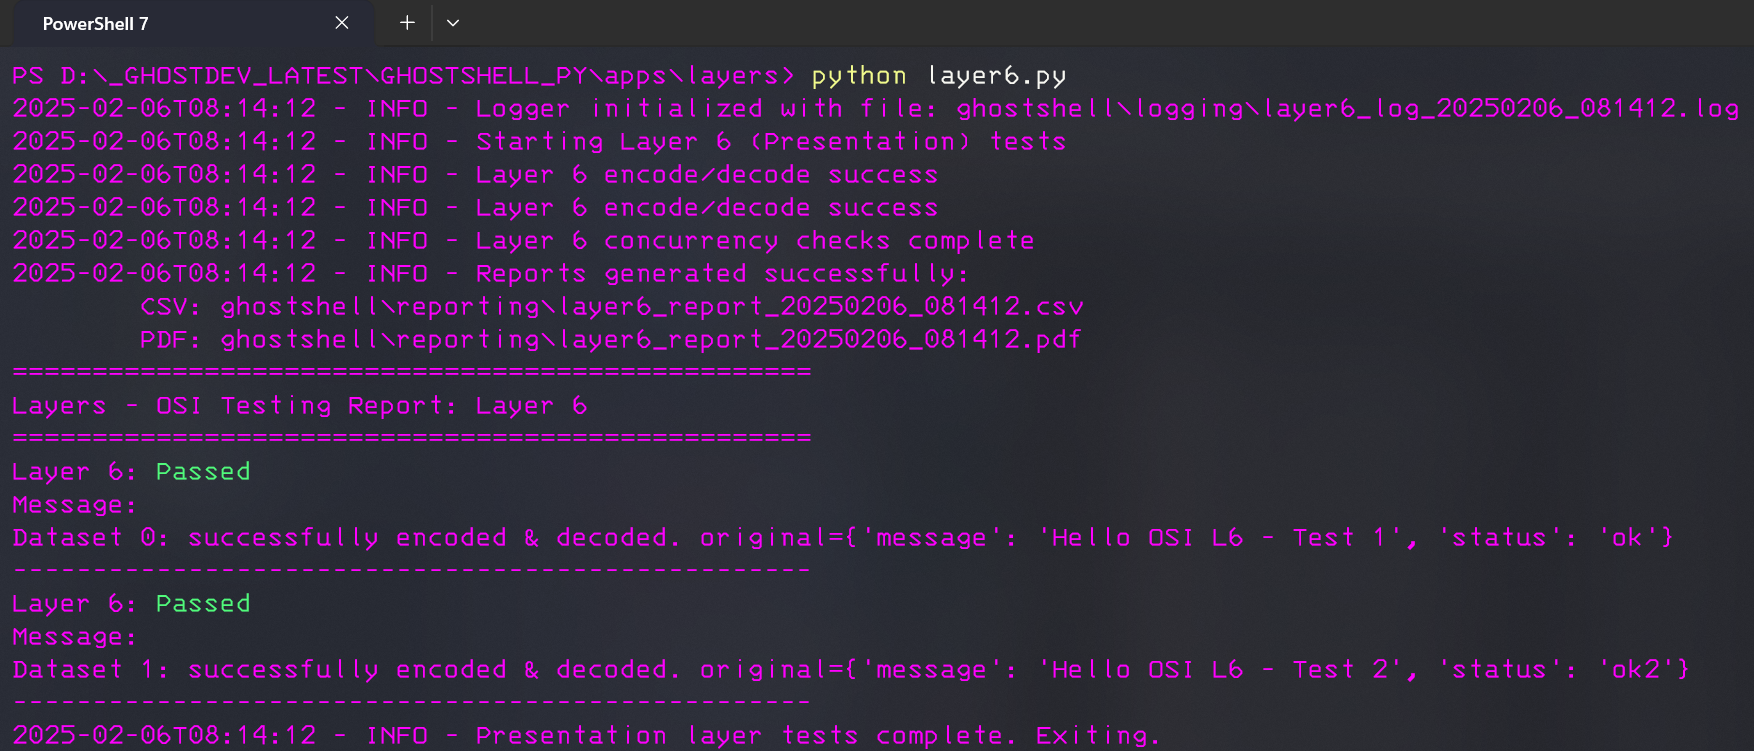 PowerShell 7
PS D:\_GHOSTDEV_LATEST\GHOSTSHELL_PY\apps\layers> python layer6.py
2025-02-06T08:14:12 - INFO - Logger initialized with file: ghostshell\logging\layer6_log_20250206_081412.log
2025-02-06T08:14:12 - INFO - Starting Layer 6 (Presentation) tests
2025-02-06T08:14:12 - INFO - Layer 6 encode/decode success
2025-02-06T08:14:12 - INFO - Layer 6 encode/decode success
2025-02-06T08:14:12 - INFO - Layer 6 concurrency checks complete
2025-02-06T08:14:12 - INFO - Reports generated successfully:
        CSV: ghostshell\reporting\layer6_report_20250206_081412.csv
        PDF: ghostshell\reporting\layer6_report_20250206_081412.pdf
==================================================
Layers - OSI Testing Report: Layer 6
==================================================
Layer 6: Passed
Message:
Dataset 0: successfully encoded & decoded. original={'message': 'Hello OSI L6 - Test 1', 'status': 'ok'}
--------------------------------------------------
Layer 6: Passed
Message:
Dataset 1: successfully encoded & decoded. original={'message': 'Hello OSI L6 - Test 2', 'status': 'ok2'}
--------------------------------------------------
2025-02-06T08:14:12 - INFO - Presentation layer tests complete. Exiting.